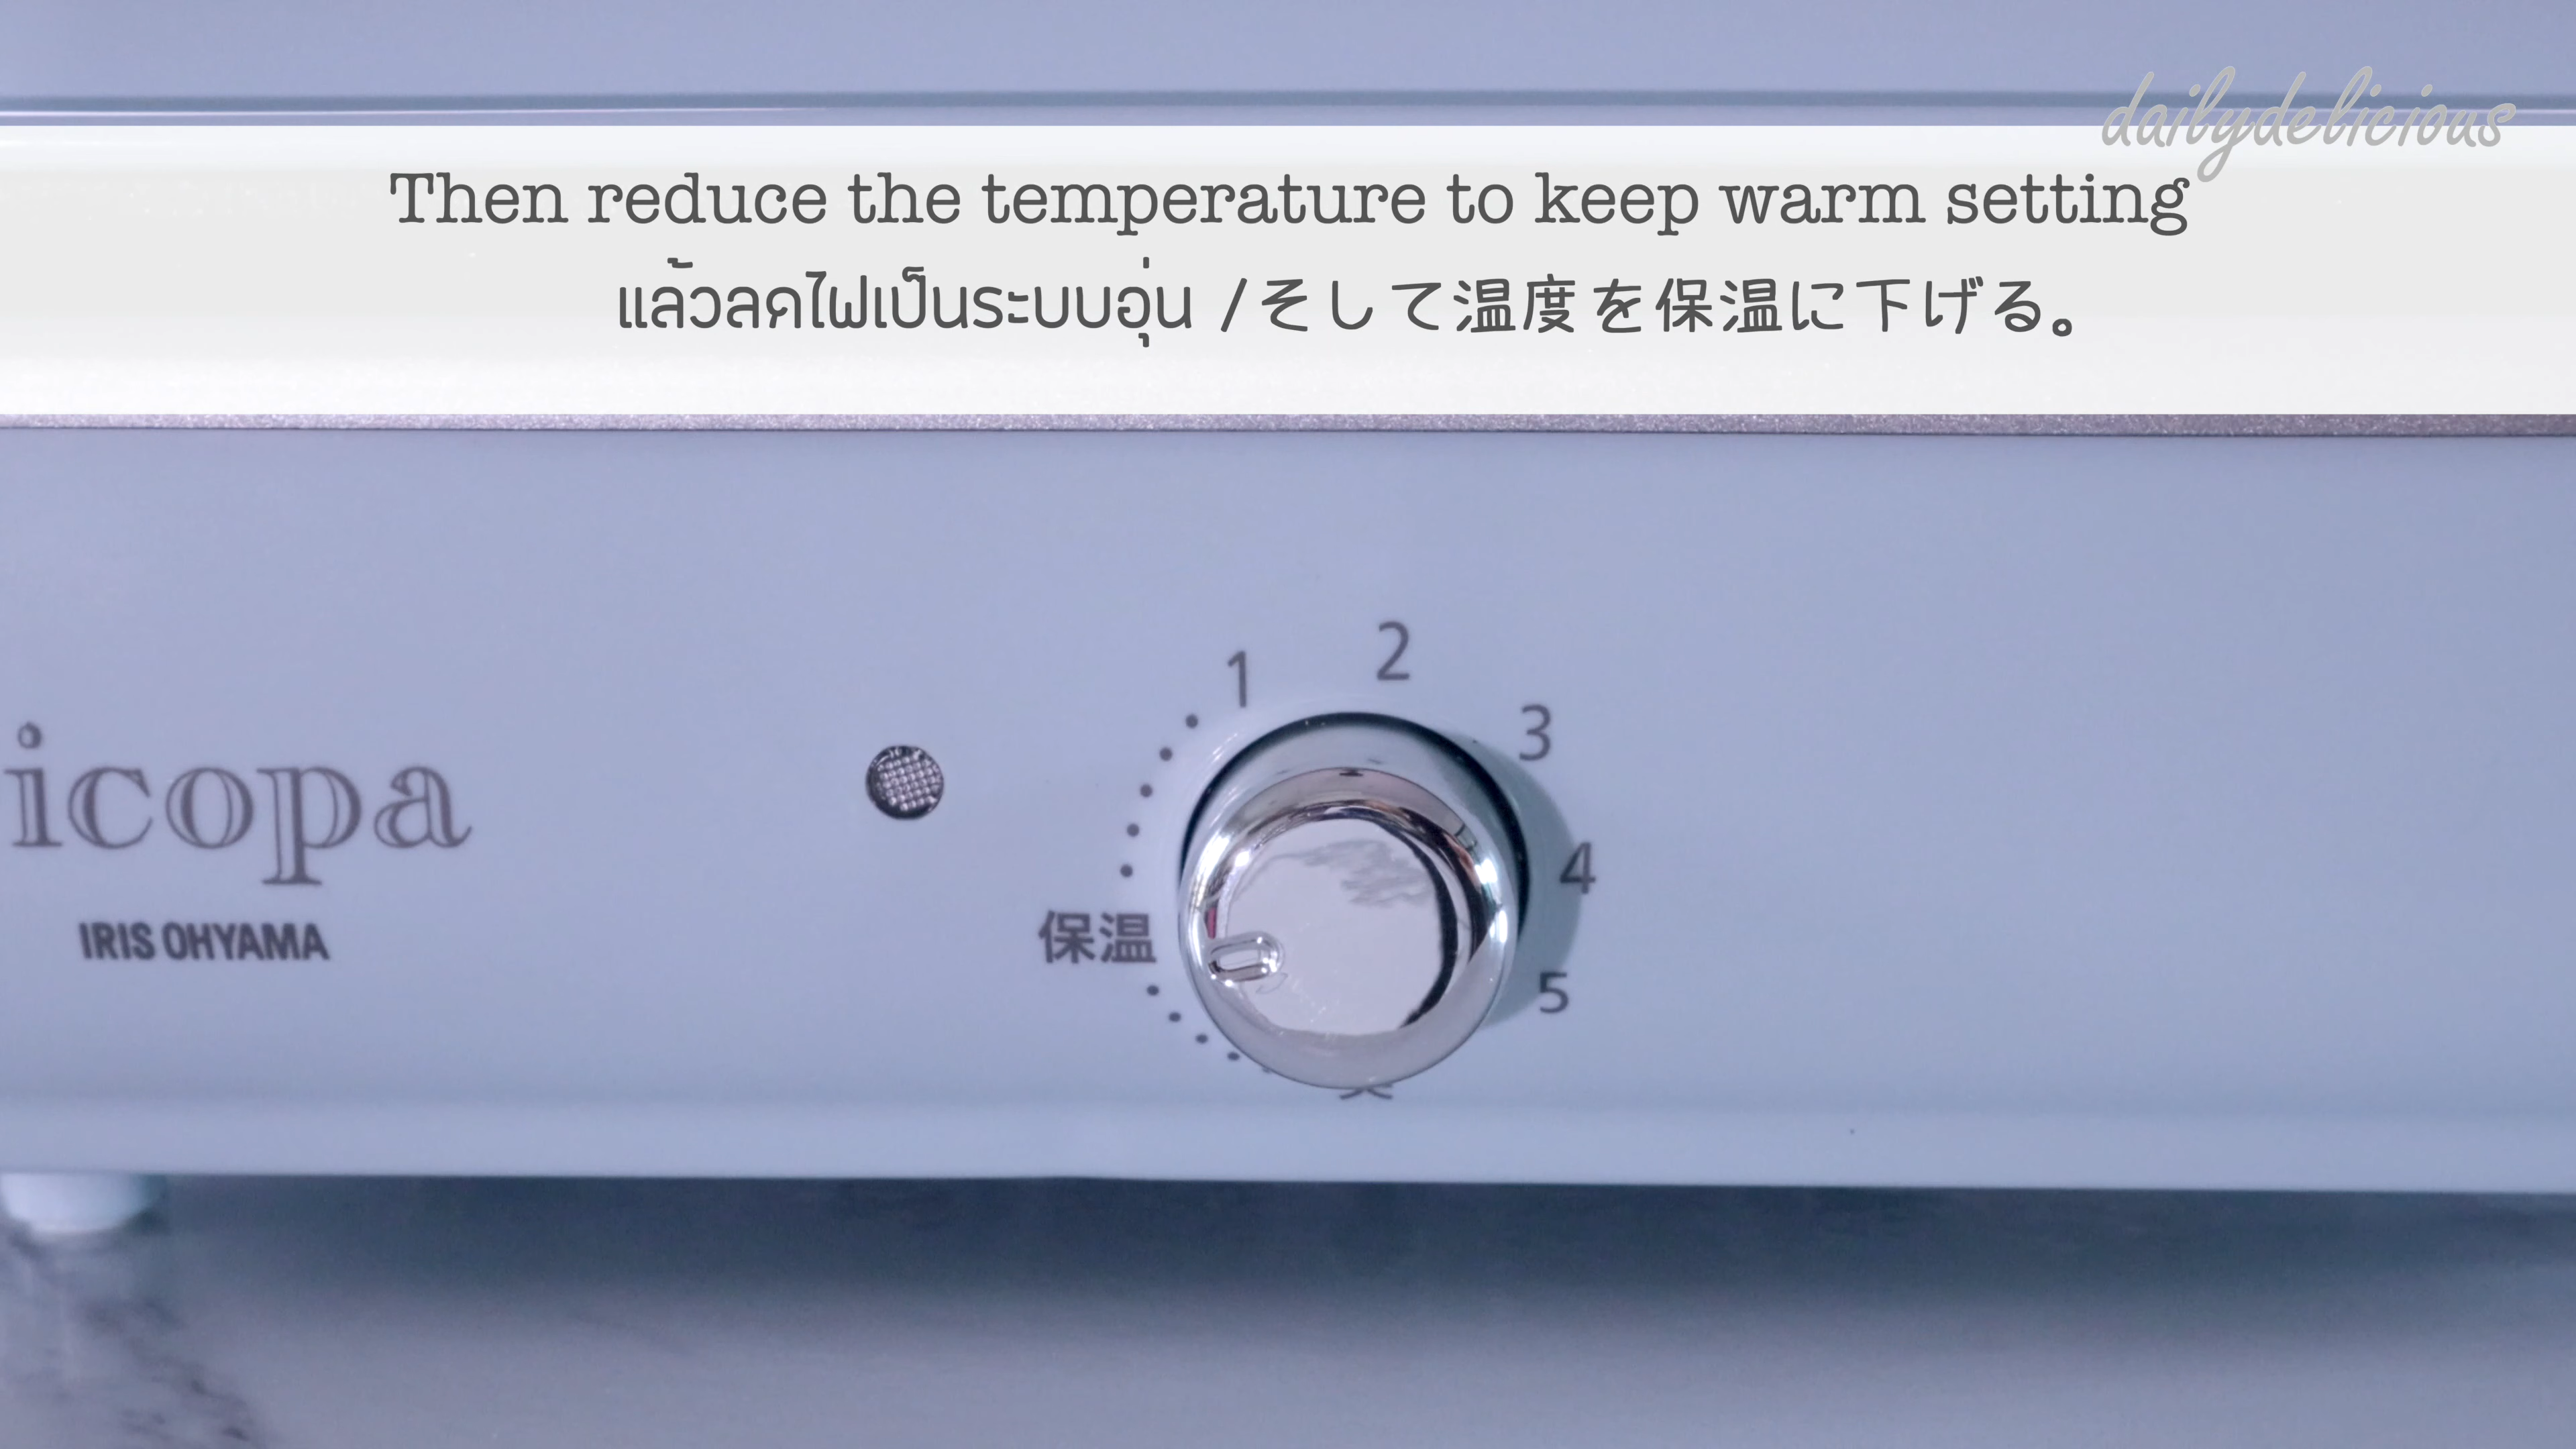 dailydelicious
Then reduce the temperature to keep warm setting
แล้วลดไฟเป็นระบบอุ่น /そして温度を保温に下げる。
1
2
3
4
5
保温
icopa
IRIS OHYAMA